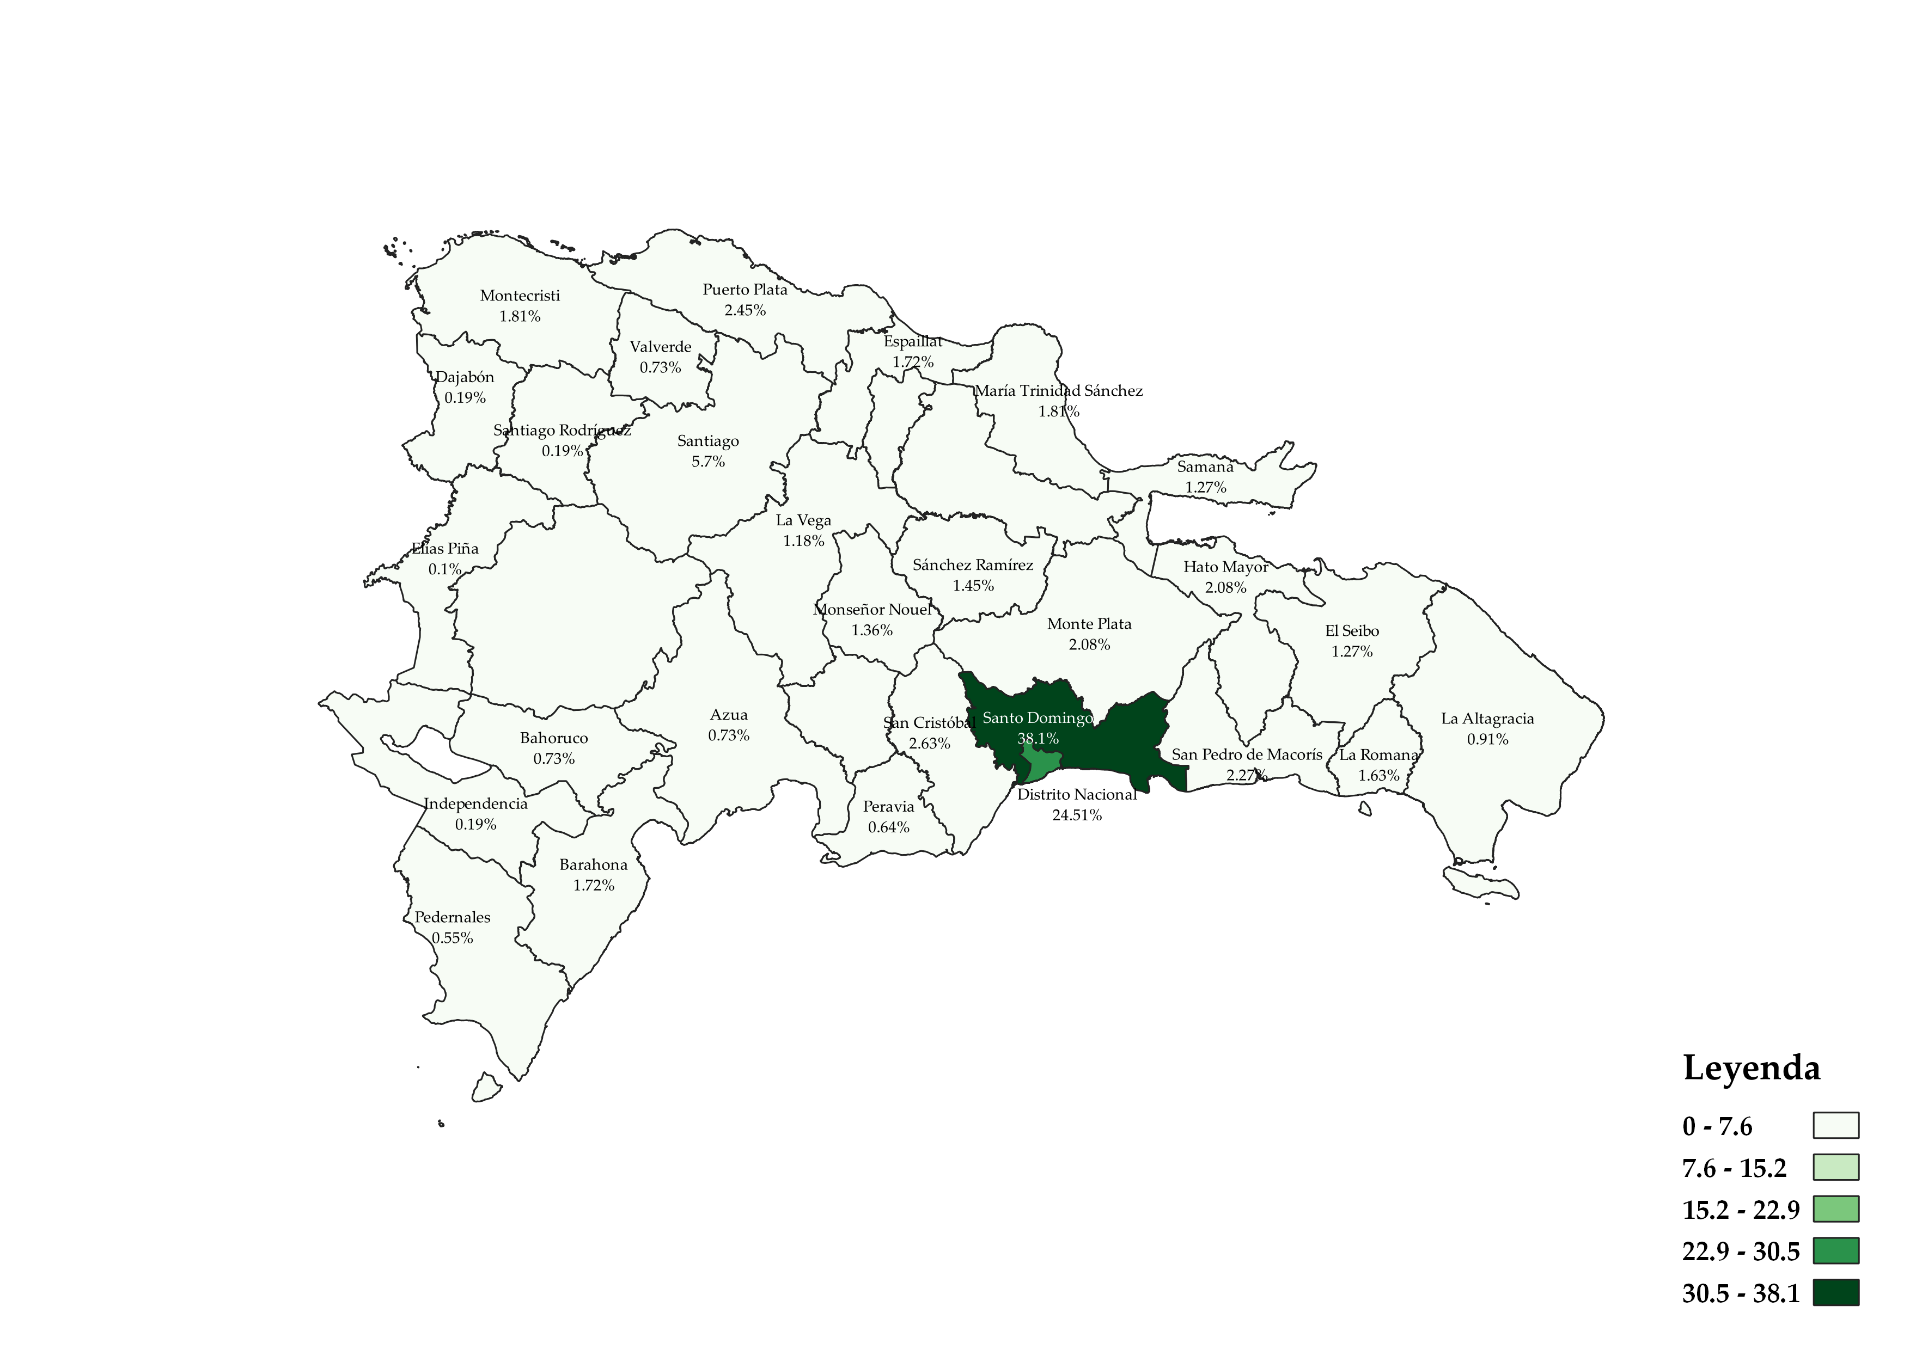 Puerto Plata
2.45%
Montecristi
1.81%
Espaillat
1.72%
Valverde
0.73%
Dajabón
0.19%
María Trinidad Sánchez
1.81%
Santiago Rodríguez
0.19%
Santiago
5.7%
Samaná
1.27%
La Vega
1.18%
Elías Piña
0.1%
Sánchez Ramírez
1.45%
Hato Mayor
2.08%
Monseñor Nouel
1.36%
Monte Plata
2.08%
El Seibo
1.27%
Azua
0.73%
San Cristóbal
2.63%
Santo Domingo
38.1%
La Altagracia
0.91%
Bahoruco
0.73%
San Pedro de Macorís
2.27%
La Romana
1.63%
Distrito Nacional
24.51%
Independencia
0.19%
Peravia
0.64%
Barahona
1.72%
Pedernales
0.55%
Leyenda
0 - 7.6
7.6 - 15.2
15.2 - 22.9
22.9 - 30.5
30.5 - 38.1